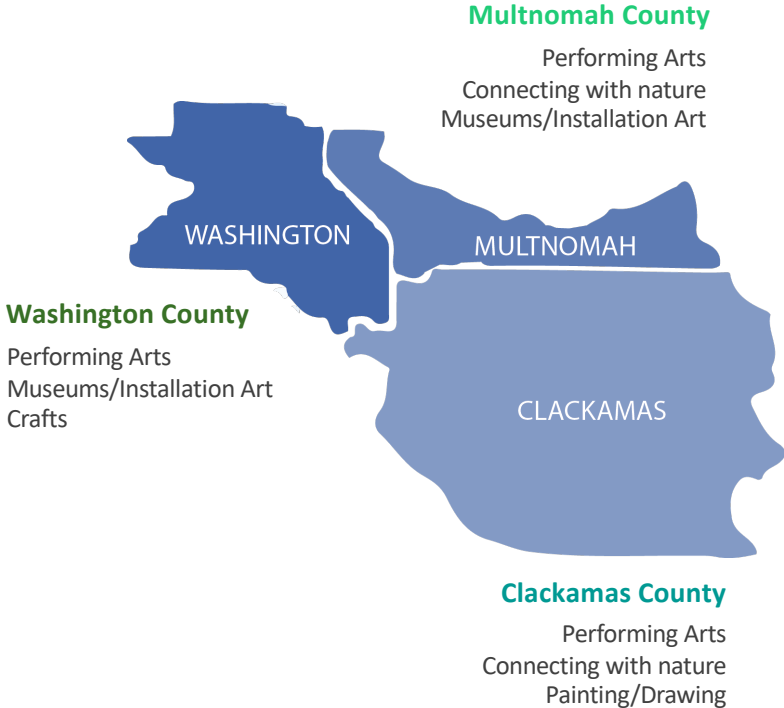 Multnomah County
Performing Arts
Connecting with nature
Museums/Installation Art
WASHINGTON
MULTNOMAH
Washington County
Performing Arts
Museums/Installation Art
Crafts
CLACKAMAS
Clackamas County
Performing Arts
Connecting with nature
Painting/Drawing